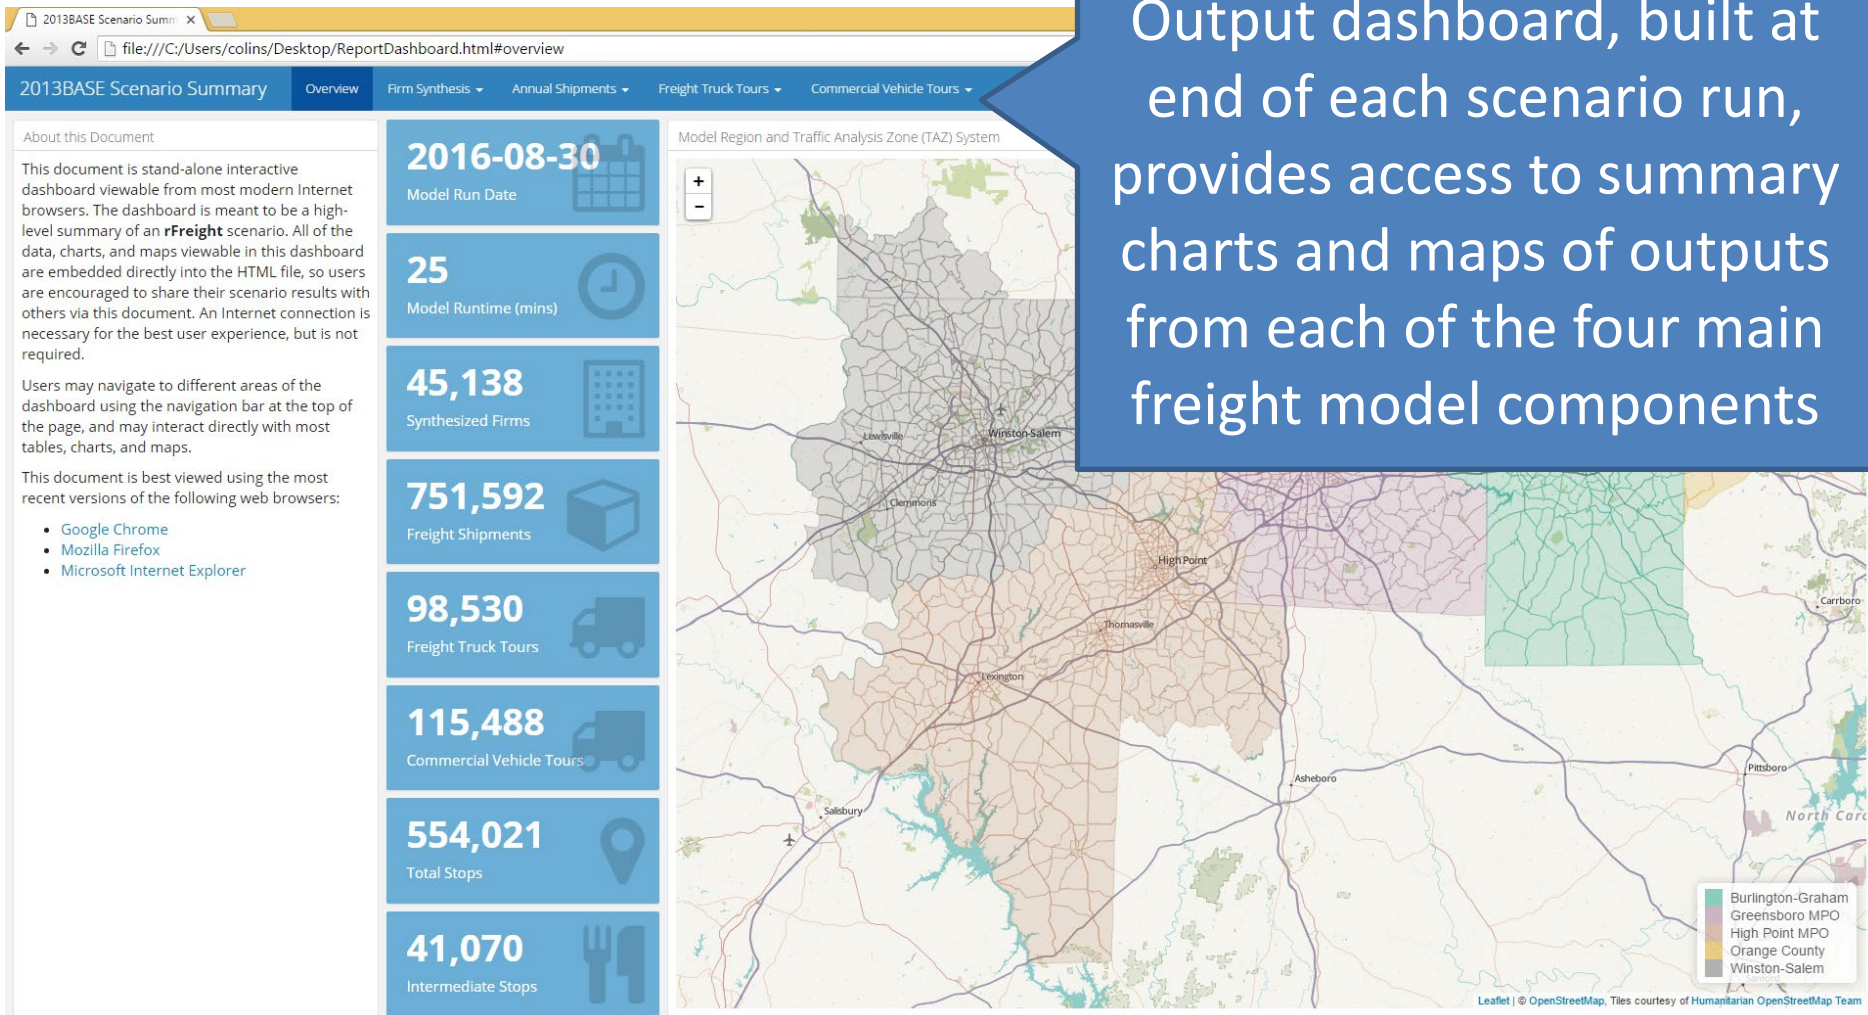 2013BASE Scenario Summ
file:///C:/Users/colins/Desktop/ReportDashboard.html#overview
2013BASE Scenario Summary
Overview
Firm Synthesis
Annual Shipments
Freight Truck Tours
Commercial Vehicle Tours
Output dashboard, built at
end of each scenario run,
provides access to summary
charts and maps of outputs
from each of the four main
freight model components
About this Document
This document is stand-alone interactive
dashboard viewable from most modern Internet
browsers. The dashboard is meant to be a high-
level summary of an rFreight scenario. All of the
data, charts, and maps viewable in this dashboard
are embedded directly into the HTML file, so users
are encouraged to share their scenario results with
others via this document. An Internet connection is
necessary for the best user experience, but is not
required.
Users may navigate to different areas of the
dashboard using the navigation bar at the top of
the page, and may interact directly with most
tables, charts, and maps.
This document is best viewed using the most
recent versions of the following web browsers:
Google Chrome
Mozilla Firefox
Microsoft Internet Explorer
2016-08-30
Model Run Date
25
Model Runtime (mins)
45,138
Synthesized Firms
751,592
Freight Shipments
98,530
Freight Truck Tours
115,488
Commercial Vehicle Tours
554,021
Total Stops
41,070
Intermediate Stops
Model Region and Traffic Analysis Zone (TAZ) System
+
-
Lewisville
Winston-Salem
Clemmons
High Point
Thomasville
Lexington
Carrboro
Asheboro
Pittsboro
Salisbury
North Caro
Burlington-Graham
Greensboro MPO
High Point MPO
Orange County
Winston-Salem
Sanford
Leaflet | © OpenStreetMap, Tiles courtesy of Humanitarian OpenStreetMap Team